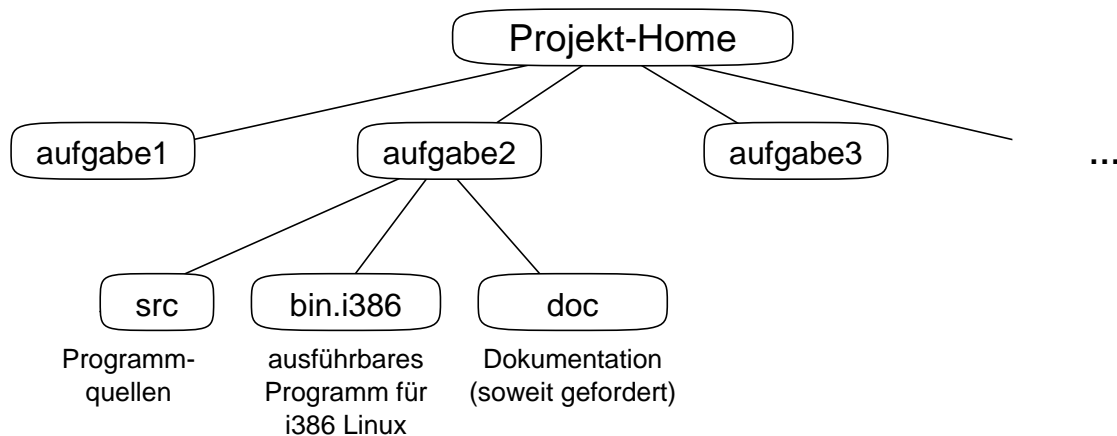 Projekt-Home
aufgabe1
aufgabe2
aufgabe3
...
src
bin.i386
doc
Programm-
quellen
ausführbares
Programm für
i386 Linux
Dokumentation
(soweit gefordert)